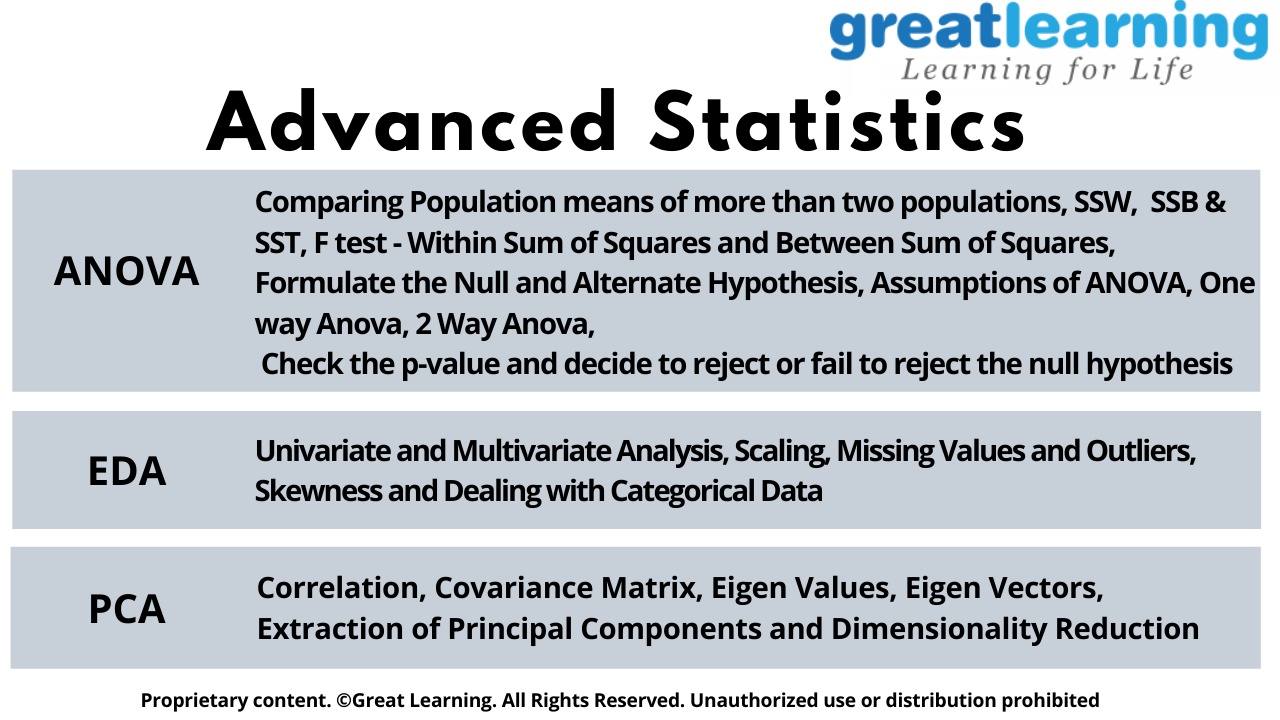 greatlearning
Learning for Life
Advanced Statistics
ANOVA
Comparing Population means of more than two populations, SSW,  SSB &
SST, F test - Within Sum of Squares and Between Sum of Squares,
Formulate the Null and Alternate Hypothesis, Assumptions of ANOVA, One
way Anova, 2 Way Anova,
Check the p-value and decide to reject or fail to reject the null hypothesis
EDA
Univariate and Multivariate Analysis, Scaling, Missing Values and Outliers,
Skewness and Dealing with Categorical Data
PCA
Correlation, Covariance Matrix, Eigen Values, Eigen Vectors,
Extraction of Principal Components and Dimensionality Reduction
Proprietary content. ©Great Learning. All Rights Reserved. Unauthorized use or distribution prohibited